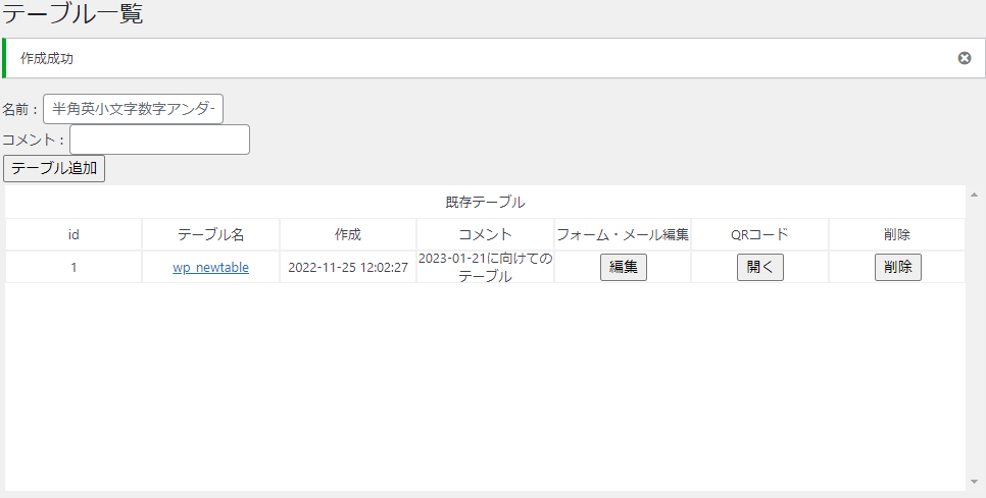 テーブル一覧
作成成功
名前： 半角英小文字数字アンダ-
コメント：
テーブル追加
既存テーブル
id テーブル名 作成 コメント フォーム・メール編集 QRコード 削除
1 wp_newtable 2022-11-25 12:02:27 2023-01-21に向けての 編集 開く 削除
テーブル